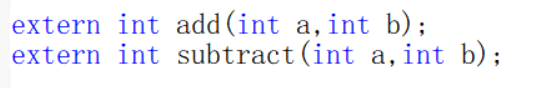 extern int add(int a,int b);
extern int subtract(int a,int b);